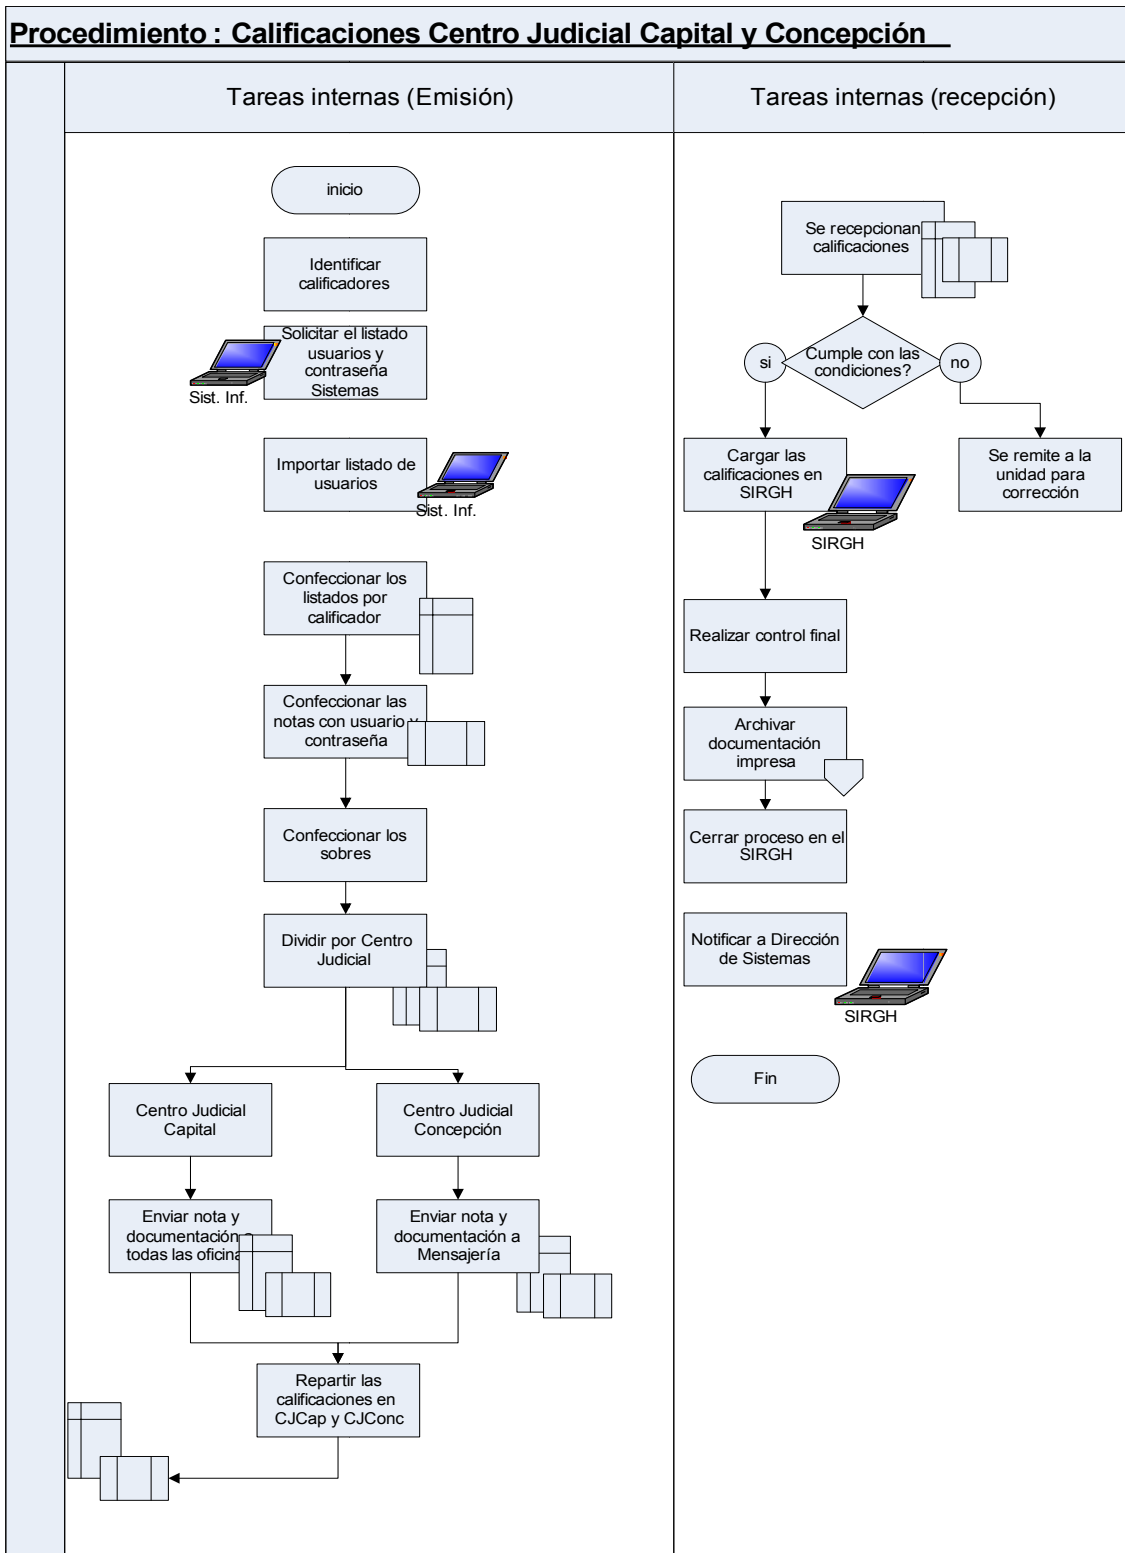 Procedimiento : Calificaciones Centro Judicial Capital y Concepción
Tareas internas (Emisión)
Tareas internas (recepción)
inicio
Identificar
calificadores
Solicitar el listado
usuarios y
contraseña
Sistemas
Sist. Inf.
Importar listado de
usuarios
Sist. Inf.
Confeccionar los
listados por
calificador
Confeccionar las
notas con usuario y
contraseña
Confeccionar los
sobres
Dividir por Centro
Judicial
Centro Judicial
Capital
Centro Judicial
Concepción
Enviar nota y
documentación a
todas las oficinas
Enviar nota y
documentación a
Mensajería
Repartir las
calificaciones en
CJCap y CJConc
Se recepcionan
calificaciones
Cumple con las
condiciones?
si
no
Cargar las
calificaciones en
SIRGH
SIRGH
Se remite a la
unidad para
corrección
Realizar control final
Archivar
documentación
impresa
Cerrar proceso en el
SIRGH
Notificar a Dirección
de Sistemas
SIRGH
Fin